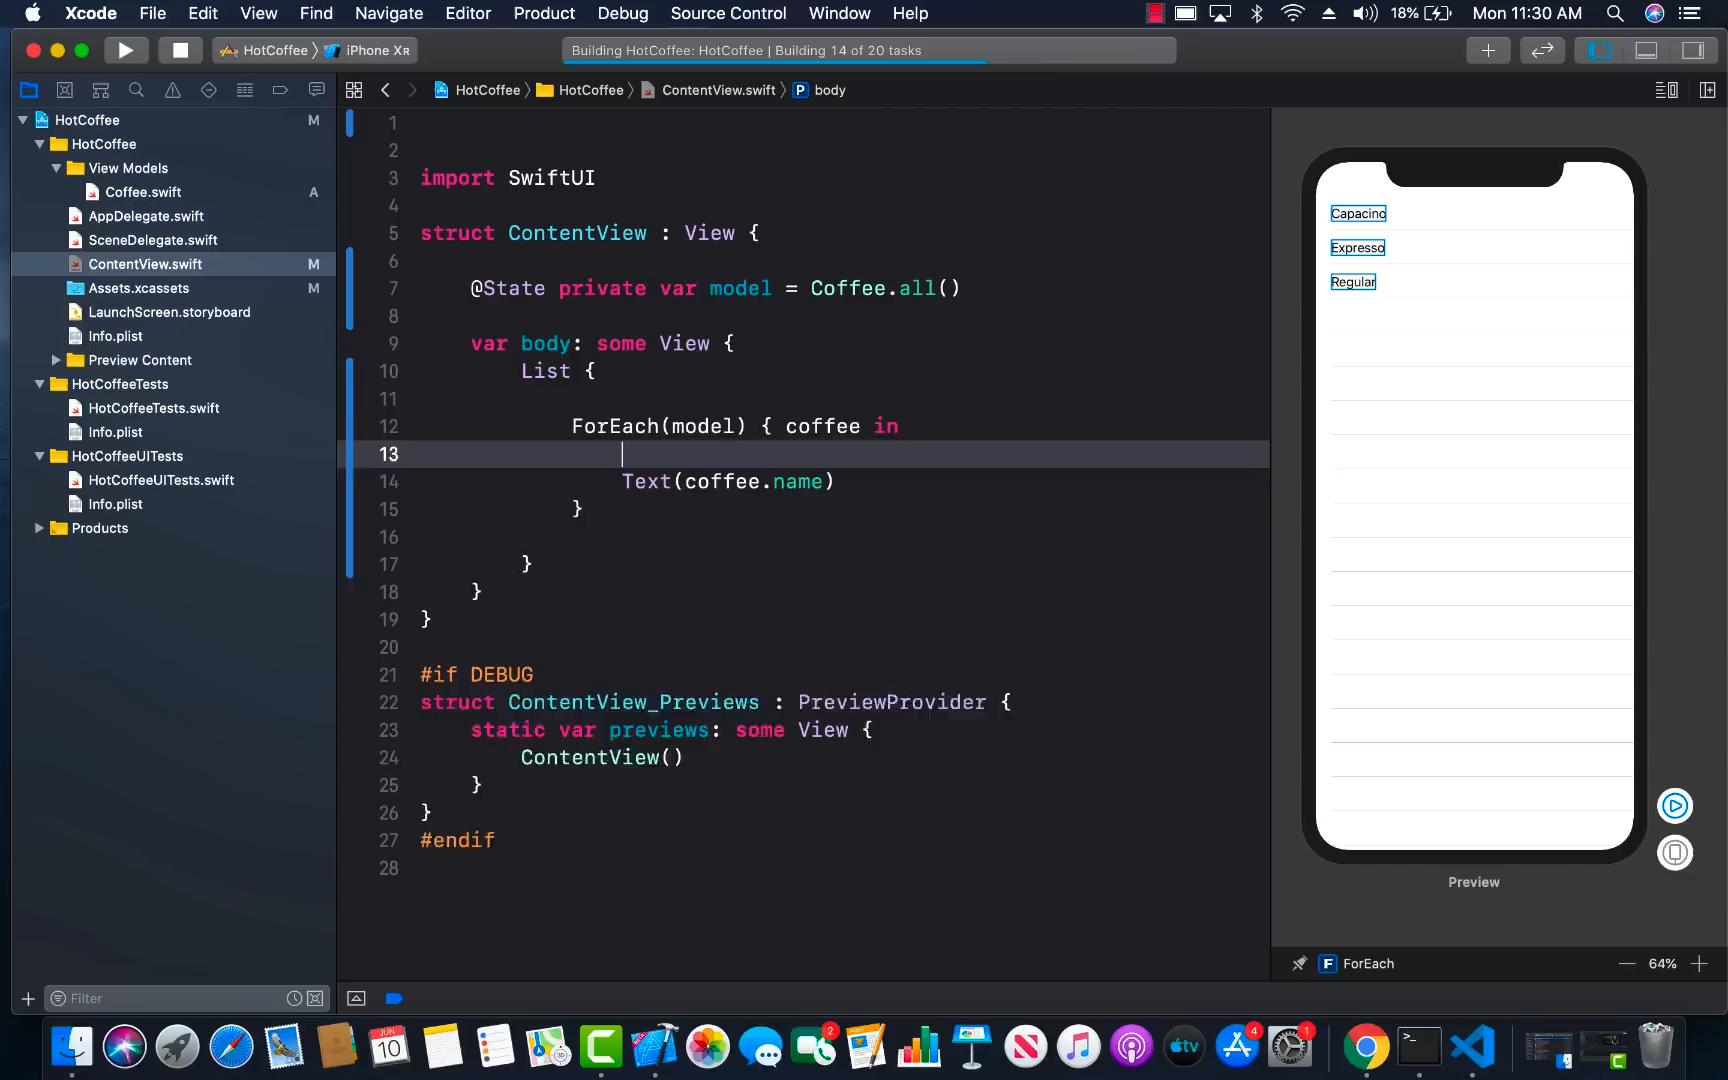 Xcode File Edit View Find Navigate Editor Product Debug Source Control Window Help 18% Mon 11:30 AM
HotCoffee iPhone XR Building HotCoffee: HotCoffee | Building 14 of 20 tasks
HotCoffee HotCoffee ContentView.swift P body
HotCoffee M
HotCoffee
View Models
Coffee.swift A
AppDelegate.swift
SceneDelegate.swift
ContentView.swift M
Assets.xcassets M
LaunchScreen.storyboard
Info.plist
Preview Content
HotCoffeeTests
HotCoffeeTests.swift
Info.plist
HotCoffeeUITests
HotCoffeeUITests.swift
Info.plist
Products
Filter
1
2
3 import SwiftUI
4
5 struct ContentView : View {
6
7 @State private var model = Coffee.all()
8
9 var body: some View {
10 List {
11
12 ForEach(model) { coffee in
13
14 Text(coffee.name)
15 }
16
17 }
18 }
19 }
20
21 #if DEBUG
22 struct ContentView_Previews : PreviewProvider {
23 static var previews: some View {
24 ContentView()
25 }
26 }
27 #endif
28
Capacino
Expresso
Regular
Preview
F ForEach 64%
JUN
10
3D
2
tv
4
1